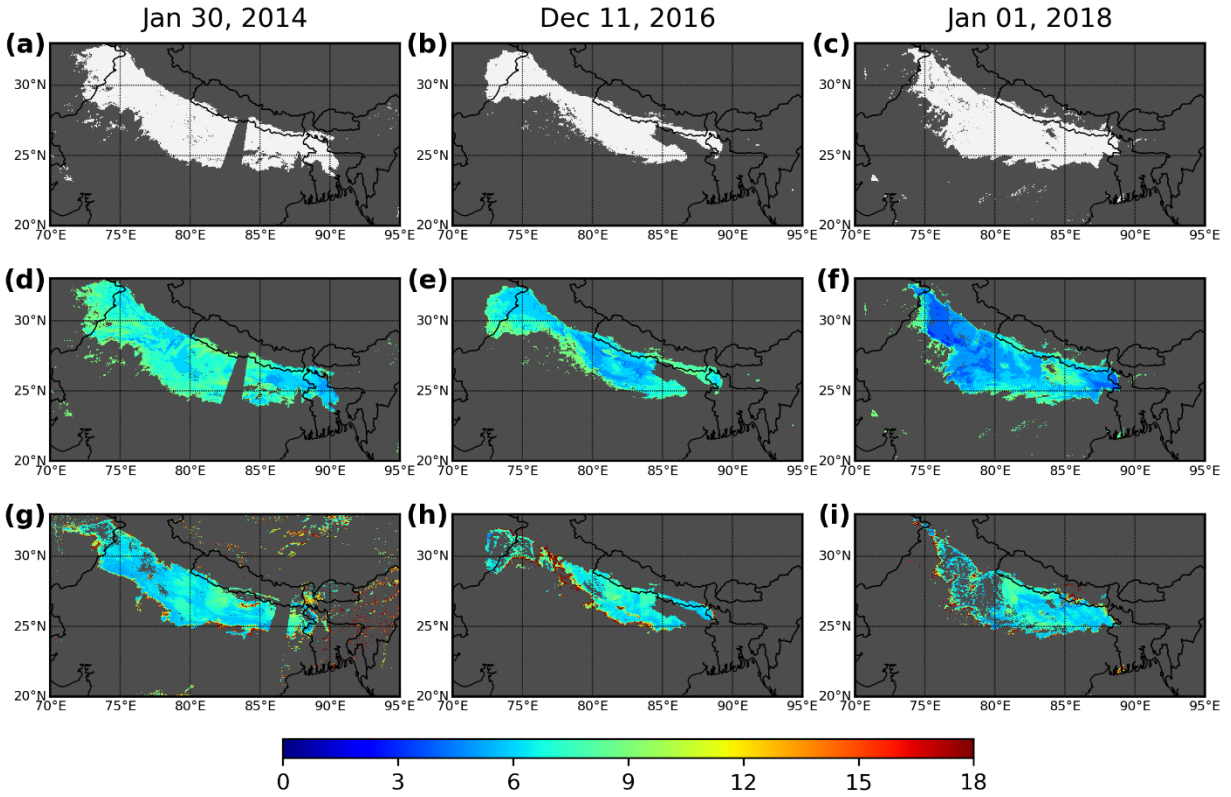 Jan 30, 2014 Dec 11, 2016 Jan 01, 2018
(a) (b) (c)
30°N 30°N 30°N
25°N 25°N 25°N
20°N 20°N 20°N
70°E 75°E 80°E 85°E 90°E 95°E 70°E 75°E 80°E 85°E 90°E 95°E 70°E 75°E 80°E 85°E 90°E 95°E
(d) (e) (f)
30°N 30°N 30°N
25°N 25°N 25°N
20°N 20°N 20°N
70°E 75°E 80°E 85°E 90°E 95°E 70°E 75°E 80°E 85°E 90°E 95°E 70°E 75°E 80°E 85°E 90°E 95°E
(g) (h) (i)
30°N 30°N 30°N
25°N 25°N 25°N
20°N 20°N 20°N
70°E 75°E 80°E 85°E 90°E 95°E 70°E 75°E 80°E 85°E 90°E 95°E 70°E 75°E 80°E 85°E 90°E 95°E
0 3 6 9 12 15 18